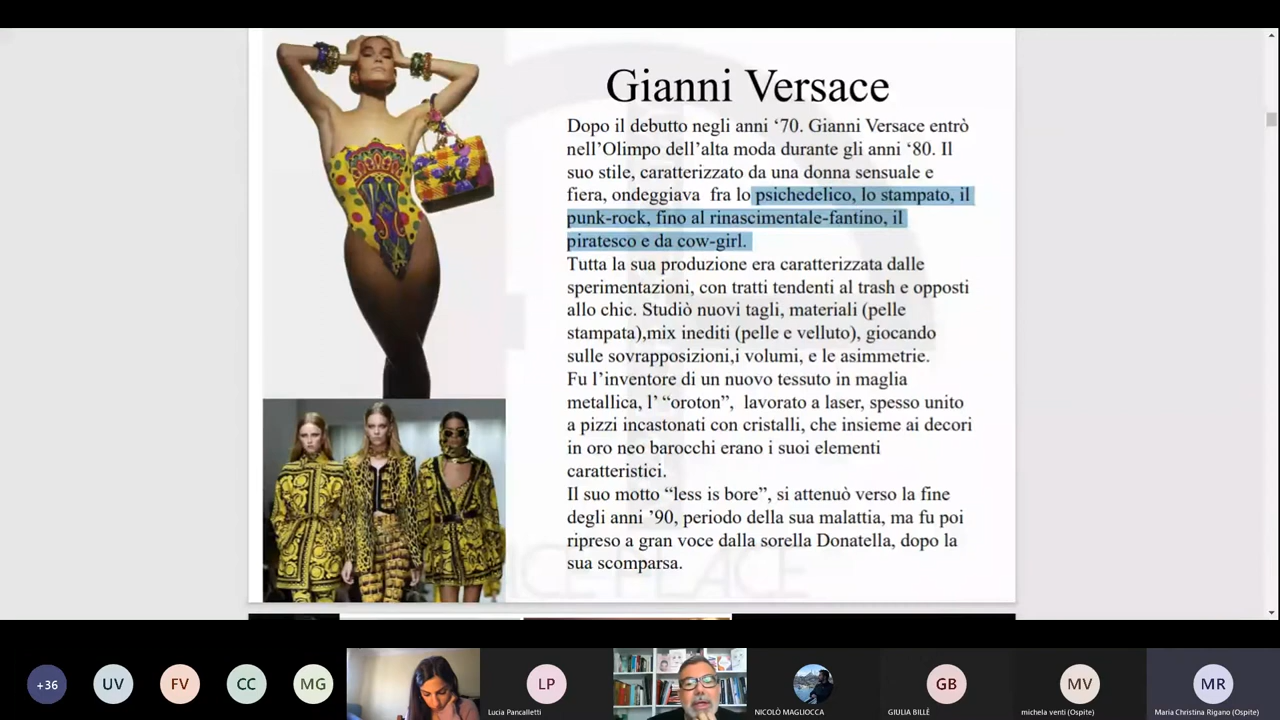 Gianni Versace
Dopo il debutto negli anni ‘70. Gianni Versace entrò
nell’Olimpo dell’alta moda durante gli anni ‘80. Il
suo stile, caratterizzato da una donna sensuale e
fiera, ondeggiava fra lo psichedelico, lo stampato, il
punk-rock, fino al rinascimentale-fantino, il
piratesco e da cow-girl.
Tutta la sua produzione era caratterizzata dalle
sperimentazioni, con tratti tendenti al trash e opposti
allo chic. Studiò nuovi tagli, materiali (pelle
stampata),mix inediti (pelle e velluto), giocando
sulle sovrapposizioni,i volumi, e le asimmetrie.
Fu l’inventore di un nuovo tessuto in maglia
metallica, l’ “oroton”, lavorato a laser, spesso unito
a pizzi incastonati con cristalli, che insieme ai decori
in oro neo barocchi erano i suoi elementi
caratteristici.
Il suo motto “less is bore”, si attenuò verso la fine
degli anni ’90, periodo della sua malattia, ma fu poi
ripreso a gran voce dalla sorella Donatella, dopo la
sua scomparsa.
+36 UV FV CC MG LP GB MV MR
Lucia Pancalletti NICOLÒ MAGLIOCCA GIULIA BILLÈ michela venti (Ospite) Maria Christina Rigano (Ospite)